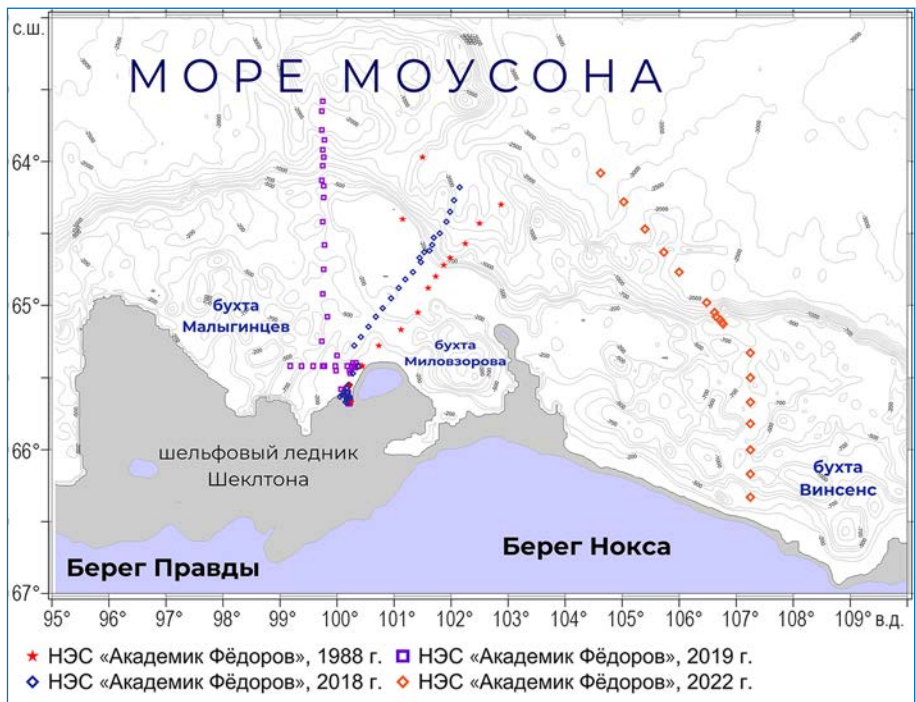 с.ш.
МОРЕ МОУСОНА
64°
65°
бухта
Малыгинцев
бухта
Миловзорова
66°
шельфовый ледник
Шеклтона
бухта
Винсенс
Берег Нокса
Берег Правды
67°
95° 96° 97° 98° 99° 100° 101° 102° 103° 104° 105° 106° 107° 108° 109° в.д.
НЭС «Академик Фёдоров», 1988 г. НЭС «Академик Фёдоров», 2019 г.
НЭС «Академик Фёдоров», 2018 г. НЭС «Академик Фёдоров», 2022 г.